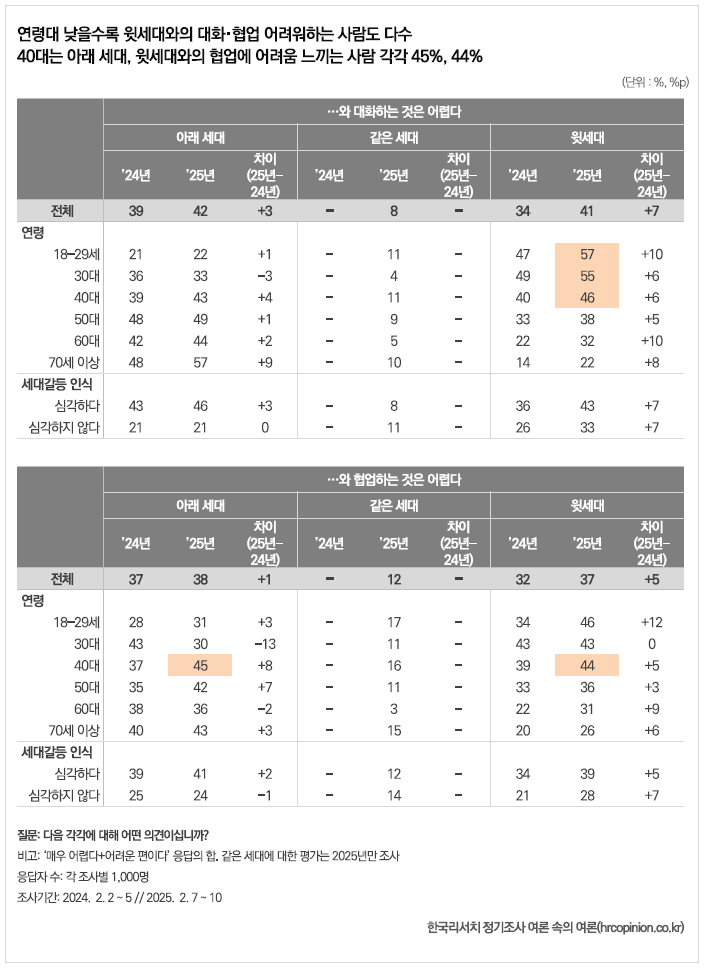 연령대 낮을수록 윗세대와의 대화·협업 어려워하는 사람도 다수
40대는 아래 세대, 윗세대와의 협업에 어려움 느끼는 사람 각각 45%, 44%
(단위 : %, %p)
…와 대화하는 것은 어렵다
아래 세대 같은 세대 윗세대
’24년 ’25년 차이 (25년–24년) ’24년 ’25년 차이 (25년–24년) ’24년 ’25년 차이 (25년–24년)
전체 39 42 +3 – 8 – 34 41 +7
연령
18–29세 21 22 +1 – 11 – 47 57 +10
30대 36 33 –3 – 4 – 49 55 +6
40대 39 43 +4 – 11 – 40 46 +6
50대 48 49 +1 – 9 – 33 38 +5
60대 42 44 +2 – 5 – 22 32 +10
70세 이상 48 57 +9 – 10 – 14 22 +8
세대갈등 인식
심각하다 43 46 +3 – 8 – 36 43 +7
심각하지 않다 21 21 0 – 11 – 26 33 +7
…와 협업하는 것은 어렵다
아래 세대 같은 세대 윗세대
’24년 ’25년 차이 (25년–24년) ’24년 ’25년 차이 (25년–24년) ’24년 ’25년 차이 (25년–24년)
전체 37 38 +1 – 12 – 32 37 +5
연령
18–29세 28 31 +3 – 17 – 34 46 +12
30대 43 30 –13 – 11 – 43 43 0
40대 37 45 +8 – 16 – 39 44 +5
50대 35 42 +7 – 11 – 33 36 +3
60대 38 36 –2 – 3 – 22 31 +9
70세 이상 40 43 +3 – 15 – 20 26 +6
세대갈등 인식
심각하다 39 41 +2 – 12 – 34 39 +5
심각하지 않다 25 24 –1 – 14 – 21 28 +7
질문: 다음 각각에 대해 어떤 의견이십니까?
비고: ‘매우 어렵다+어려운 편이다’ 응답의 합. 같은 세대에 대한 평가는 2025년만 조사
응답자 수: 각 조사별 1,000명
조사기간: 2024. 2. 2 ~ 5 // 2025. 2. 7 ~ 10
한국리서치 정기조사 여론 속의 여론(hrcopinion.co.kr)